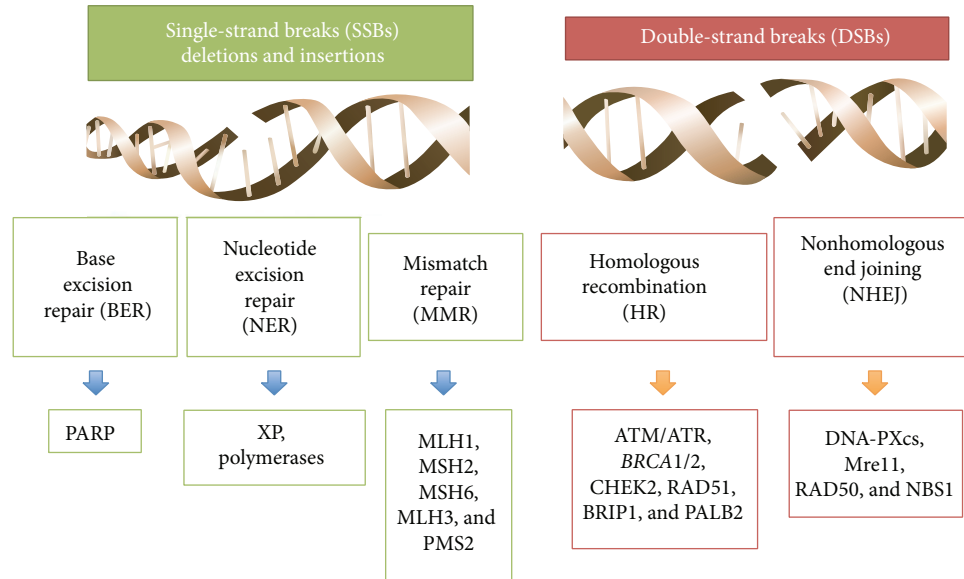 Single-strand breaks (SSBs)
deletions and insertions
Double-strand breaks (DSBs)
Base
excision
repair (BER)
Nucleotide
excision
repair
(NER)
Mismatch
repair
(MMR)
Homologous
recombination
(HR)
Nonhomologous
end joining
(NHEJ)
PARP
XP,
polymerases
MLH1,
MSH2,
MSH6,
MLH3, and
PMS2
ATM/ATR,
BRCA1/2,
CHEK2, RAD51,
BRIP1, and PALB2
DNA-PXcs,
Mre11,
RAD50, and NBS1